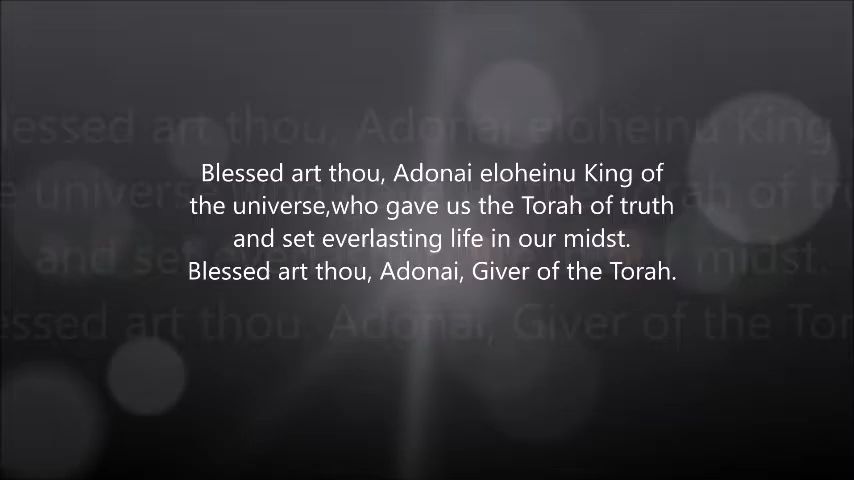 Blessed art thou, Adonai eloheinu King of
the universe,who gave us the Torah of truth
and set everlasting life in our midst.
Blessed art thou, Adonai, Giver of the Torah.